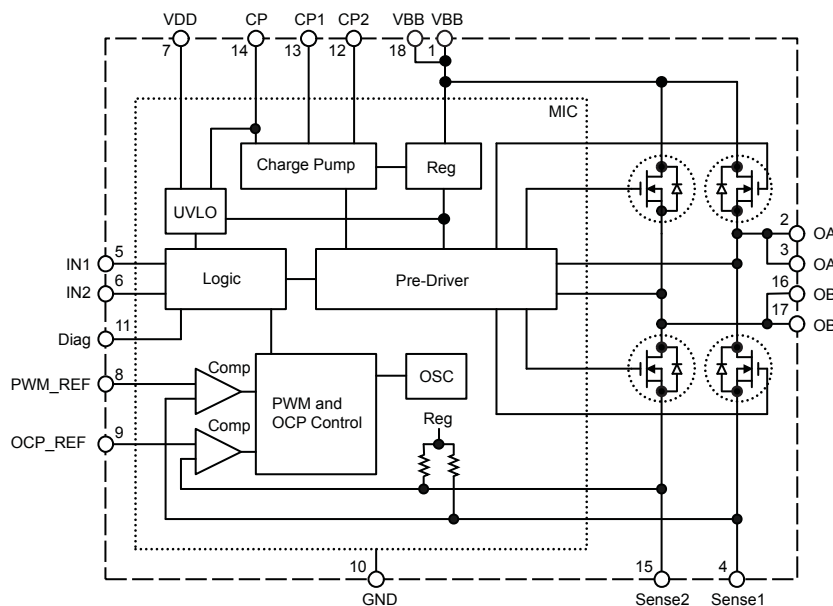 VDD CP CP1 CP2 VBB VBB
7 14 13 12 18 1
MIC
Charge Pump
Reg
UVLO
2
OA
3
OA
5
IN1
6
IN2
Logic
Pre-Driver
16
OB
17
OB
11
Diag
8
PWM_REF
Comp
PWM and
OCP Control
OSC
9
OCP_REF
Comp
Reg
10
GND
15
Sense2
4
Sense1